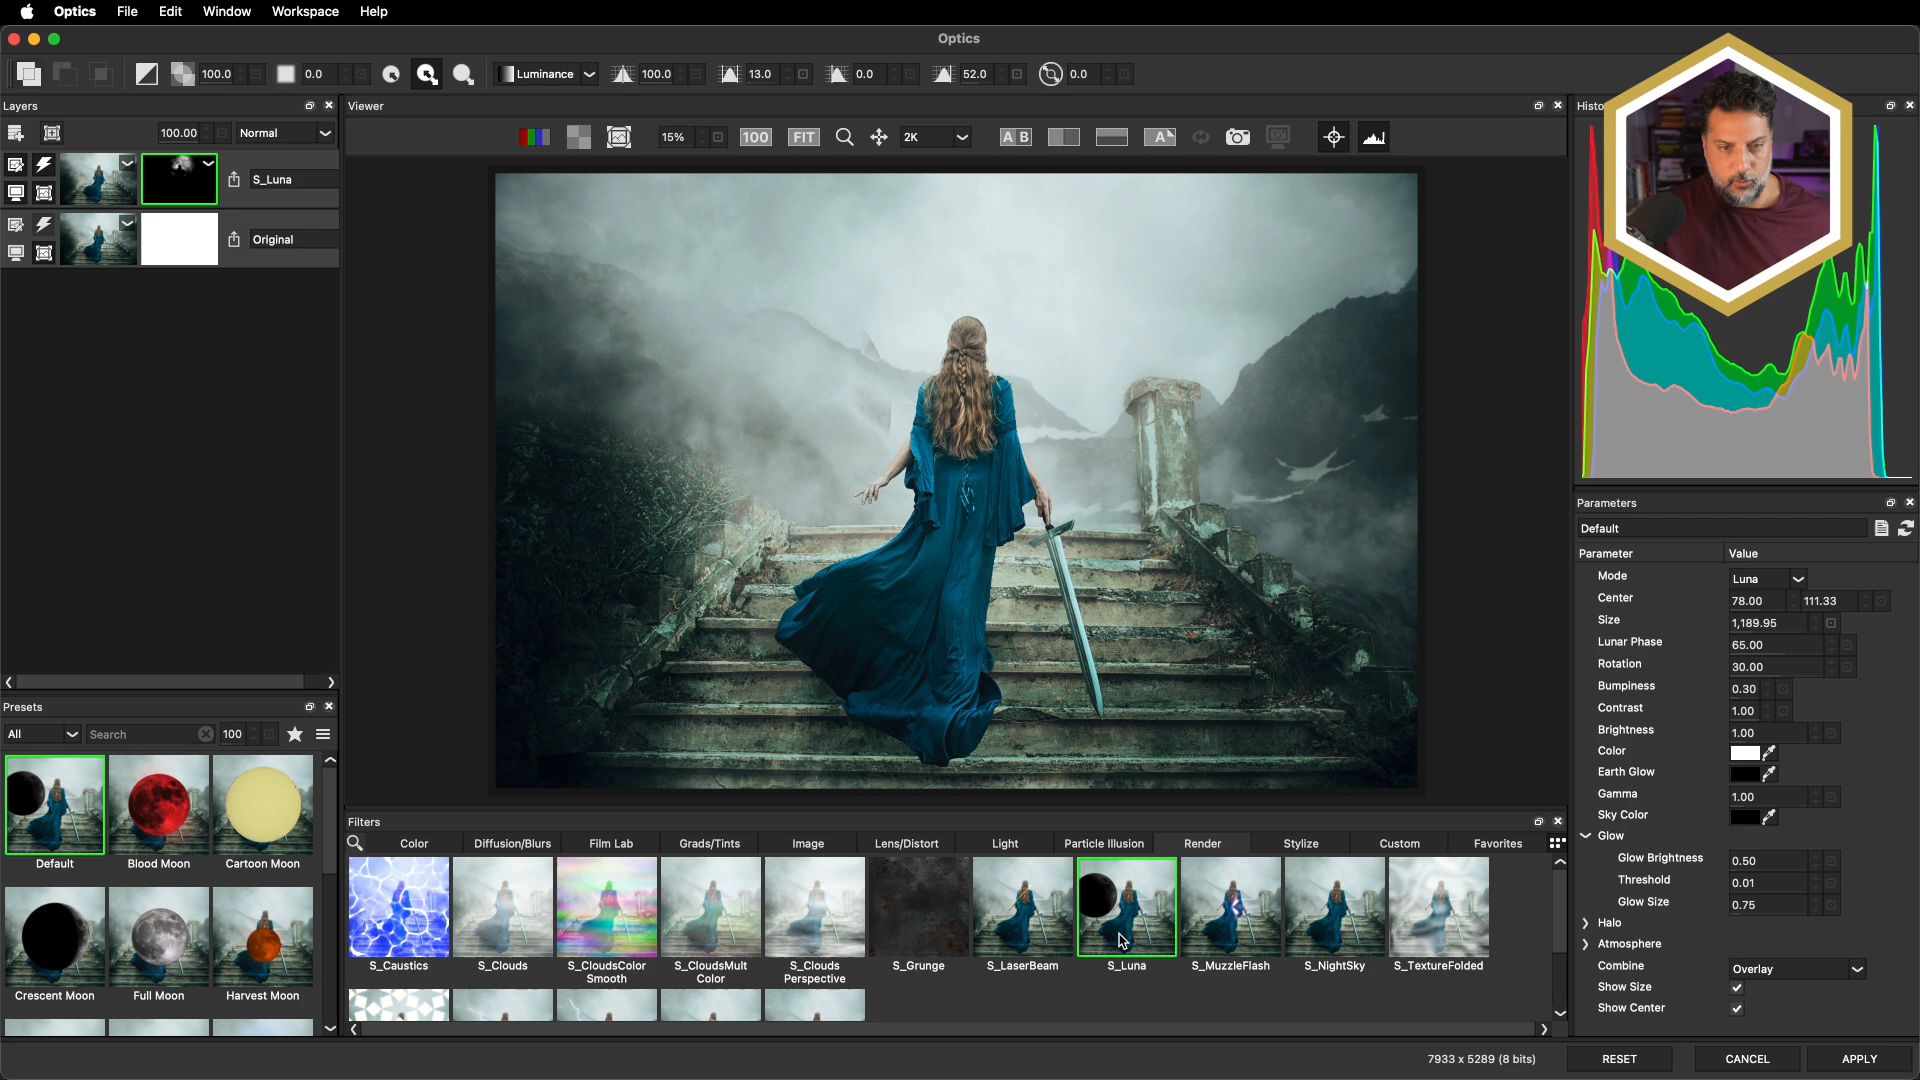 Optics File Edit Window Workspace Help
Optics
100.0 0.0 Luminance 100.0 13.0 0.0 52.0 0.0
Layers
100.00 Normal
S_Luna
Original
Viewer
15% 100 FIT 2K A B A
Histo
Presets
All Search 100
Default Blood Moon Cartoon Moon
Crescent Moon Full Moon Harvest Moon
Filters
Color Diffusion/Blurs Film Lab Grads/Tints Image Lens/Distort Light Particle Illusion Render Stylize Custom Favorites
S_Caustics S_Clouds S_CloudsColor Smooth S_CloudsMult Color S_Clouds Perspective S_Grunge S_LaserBeam S_Luna S_MuzzleFlash S_NightSky S_TextureFolded
Parameters
Default
Parameter Value
Mode Luna
Center 78.00 111.33
Size 1,189.95
Lunar Phase 65.00
Rotation 30.00
Bumpiness 0.30
Contrast 1.00
Brightness 1.00
Color
Earth Glow
Gamma 1.00
Sky Color
Glow
Glow Brightness 0.50
Threshold 0.01
Glow Size 0.75
Halo
Atmosphere
Combine Overlay
Show Size
Show Center
7933 x 5289 (8 bits) RESET CANCEL APPLY